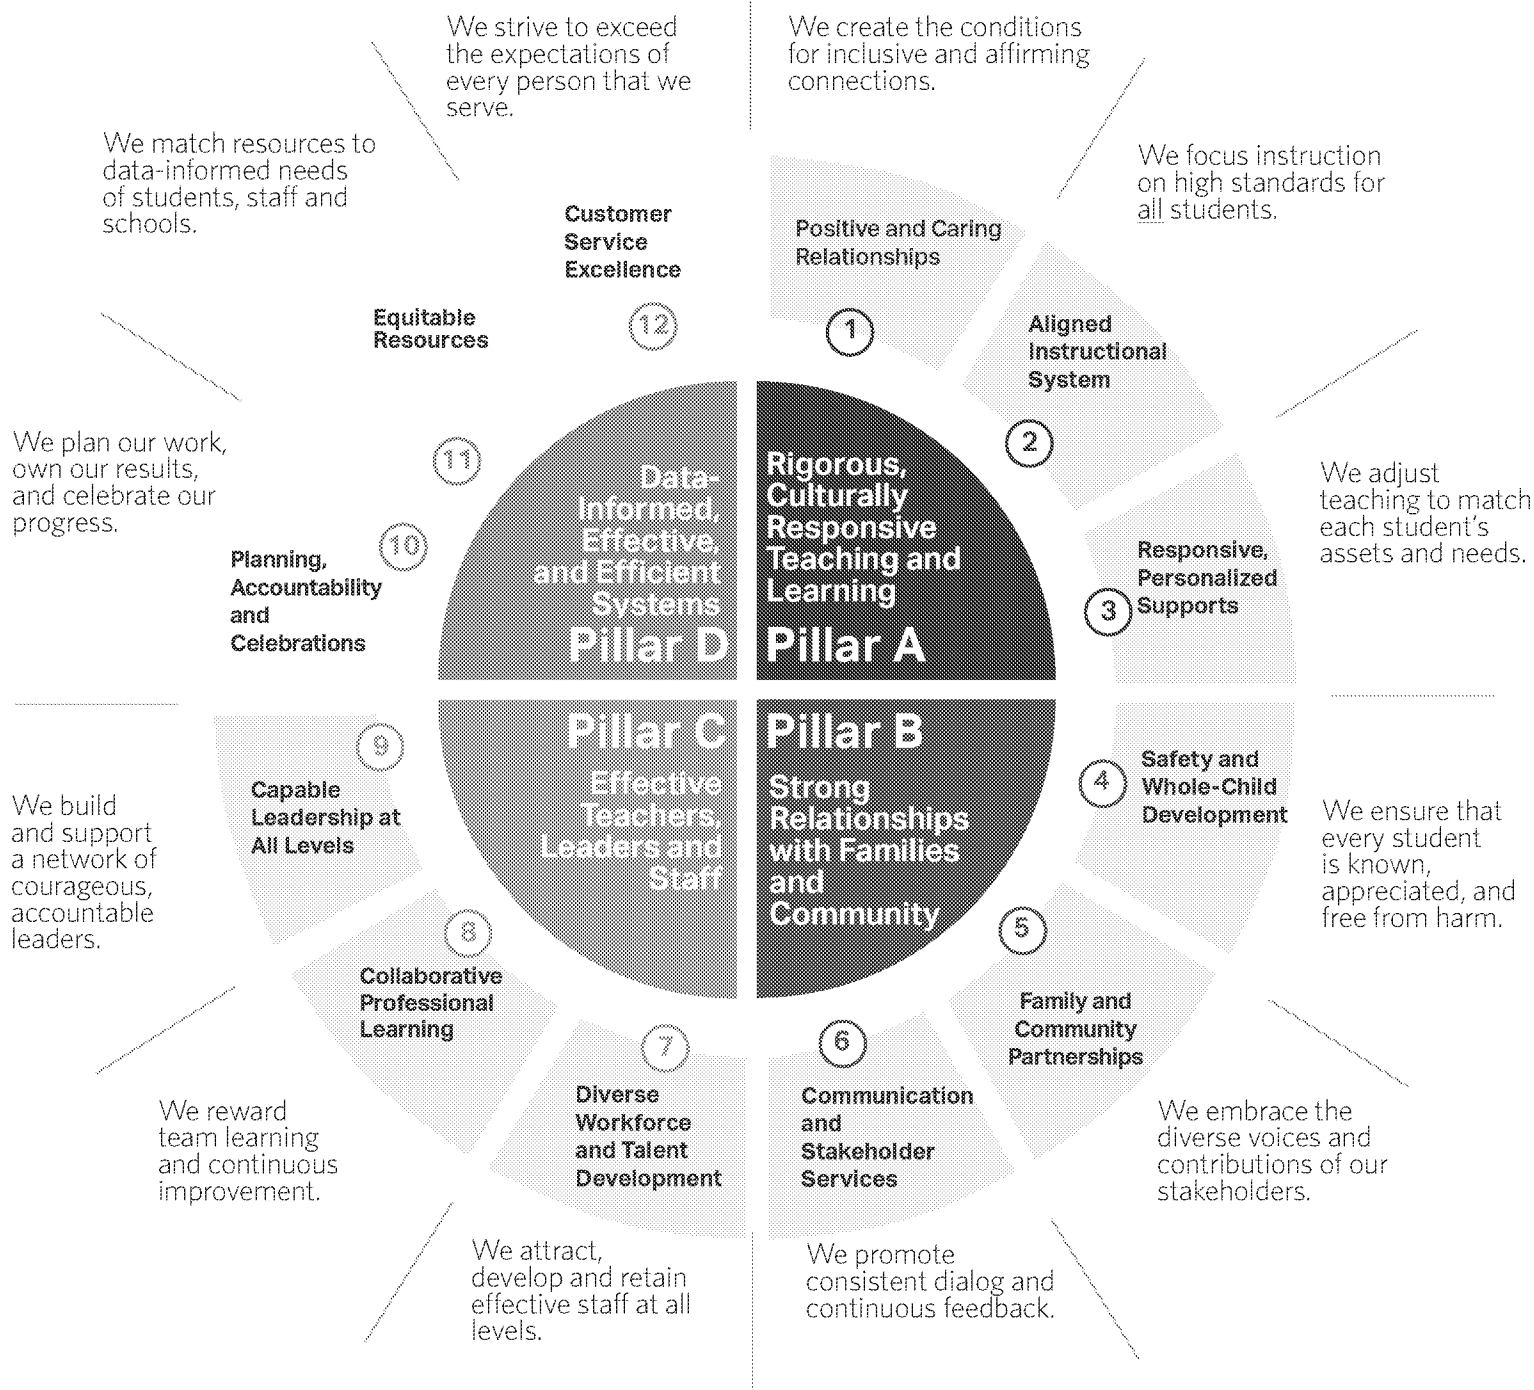 We strive to exceed
the expectations of
every person that we
serve.
We create the conditions
for inclusive and affirming
connections.
We match resources to
data-informed needs
of students, staff and
schools.
We focus instruction
on high standards for
all students.
Customer
Service
Excellence
12
Positive and Caring
Relationships
1
Equitable
Resources
11
Aligned
Instructional
System
2
We plan our work,
own our results,
and celebrate our
progress.
Planning,
Accountability
and
Celebrations
10
We adjust
teaching to match
each student's
assets and needs.
Responsive,
Personalized
Supports
3
Data-
Informed,
Effective,
and Efficient
Systems
Pillar D
Rigorous,
Culturally
Responsive
Teaching and
Learning
Pillar A
Pillar C
Effective
Teachers,
Leaders and
Staff
Pillar B
Strong
Relationships
with Families
and
Community
9
Capable
Leadership at
All Levels
We build
and support
a network of
courageous,
accountable
leaders.
4
Safety and
Whole-Child
Development
We ensure that
every student
is known,
appreciated, and
free from harm.
8
Collaborative
Professional
Learning
We reward
team learning
and continuous
improvement.
5
Family and
Community
Partnerships
We embrace the
diverse voices and
contributions of our
stakeholders.
7
Diverse
Workforce
and Talent
Development
We attract,
develop and retain
effective staff at all
levels.
6
Communication
and
Stakeholder
Services
We promote
consistent dialog and
continuous feedback.